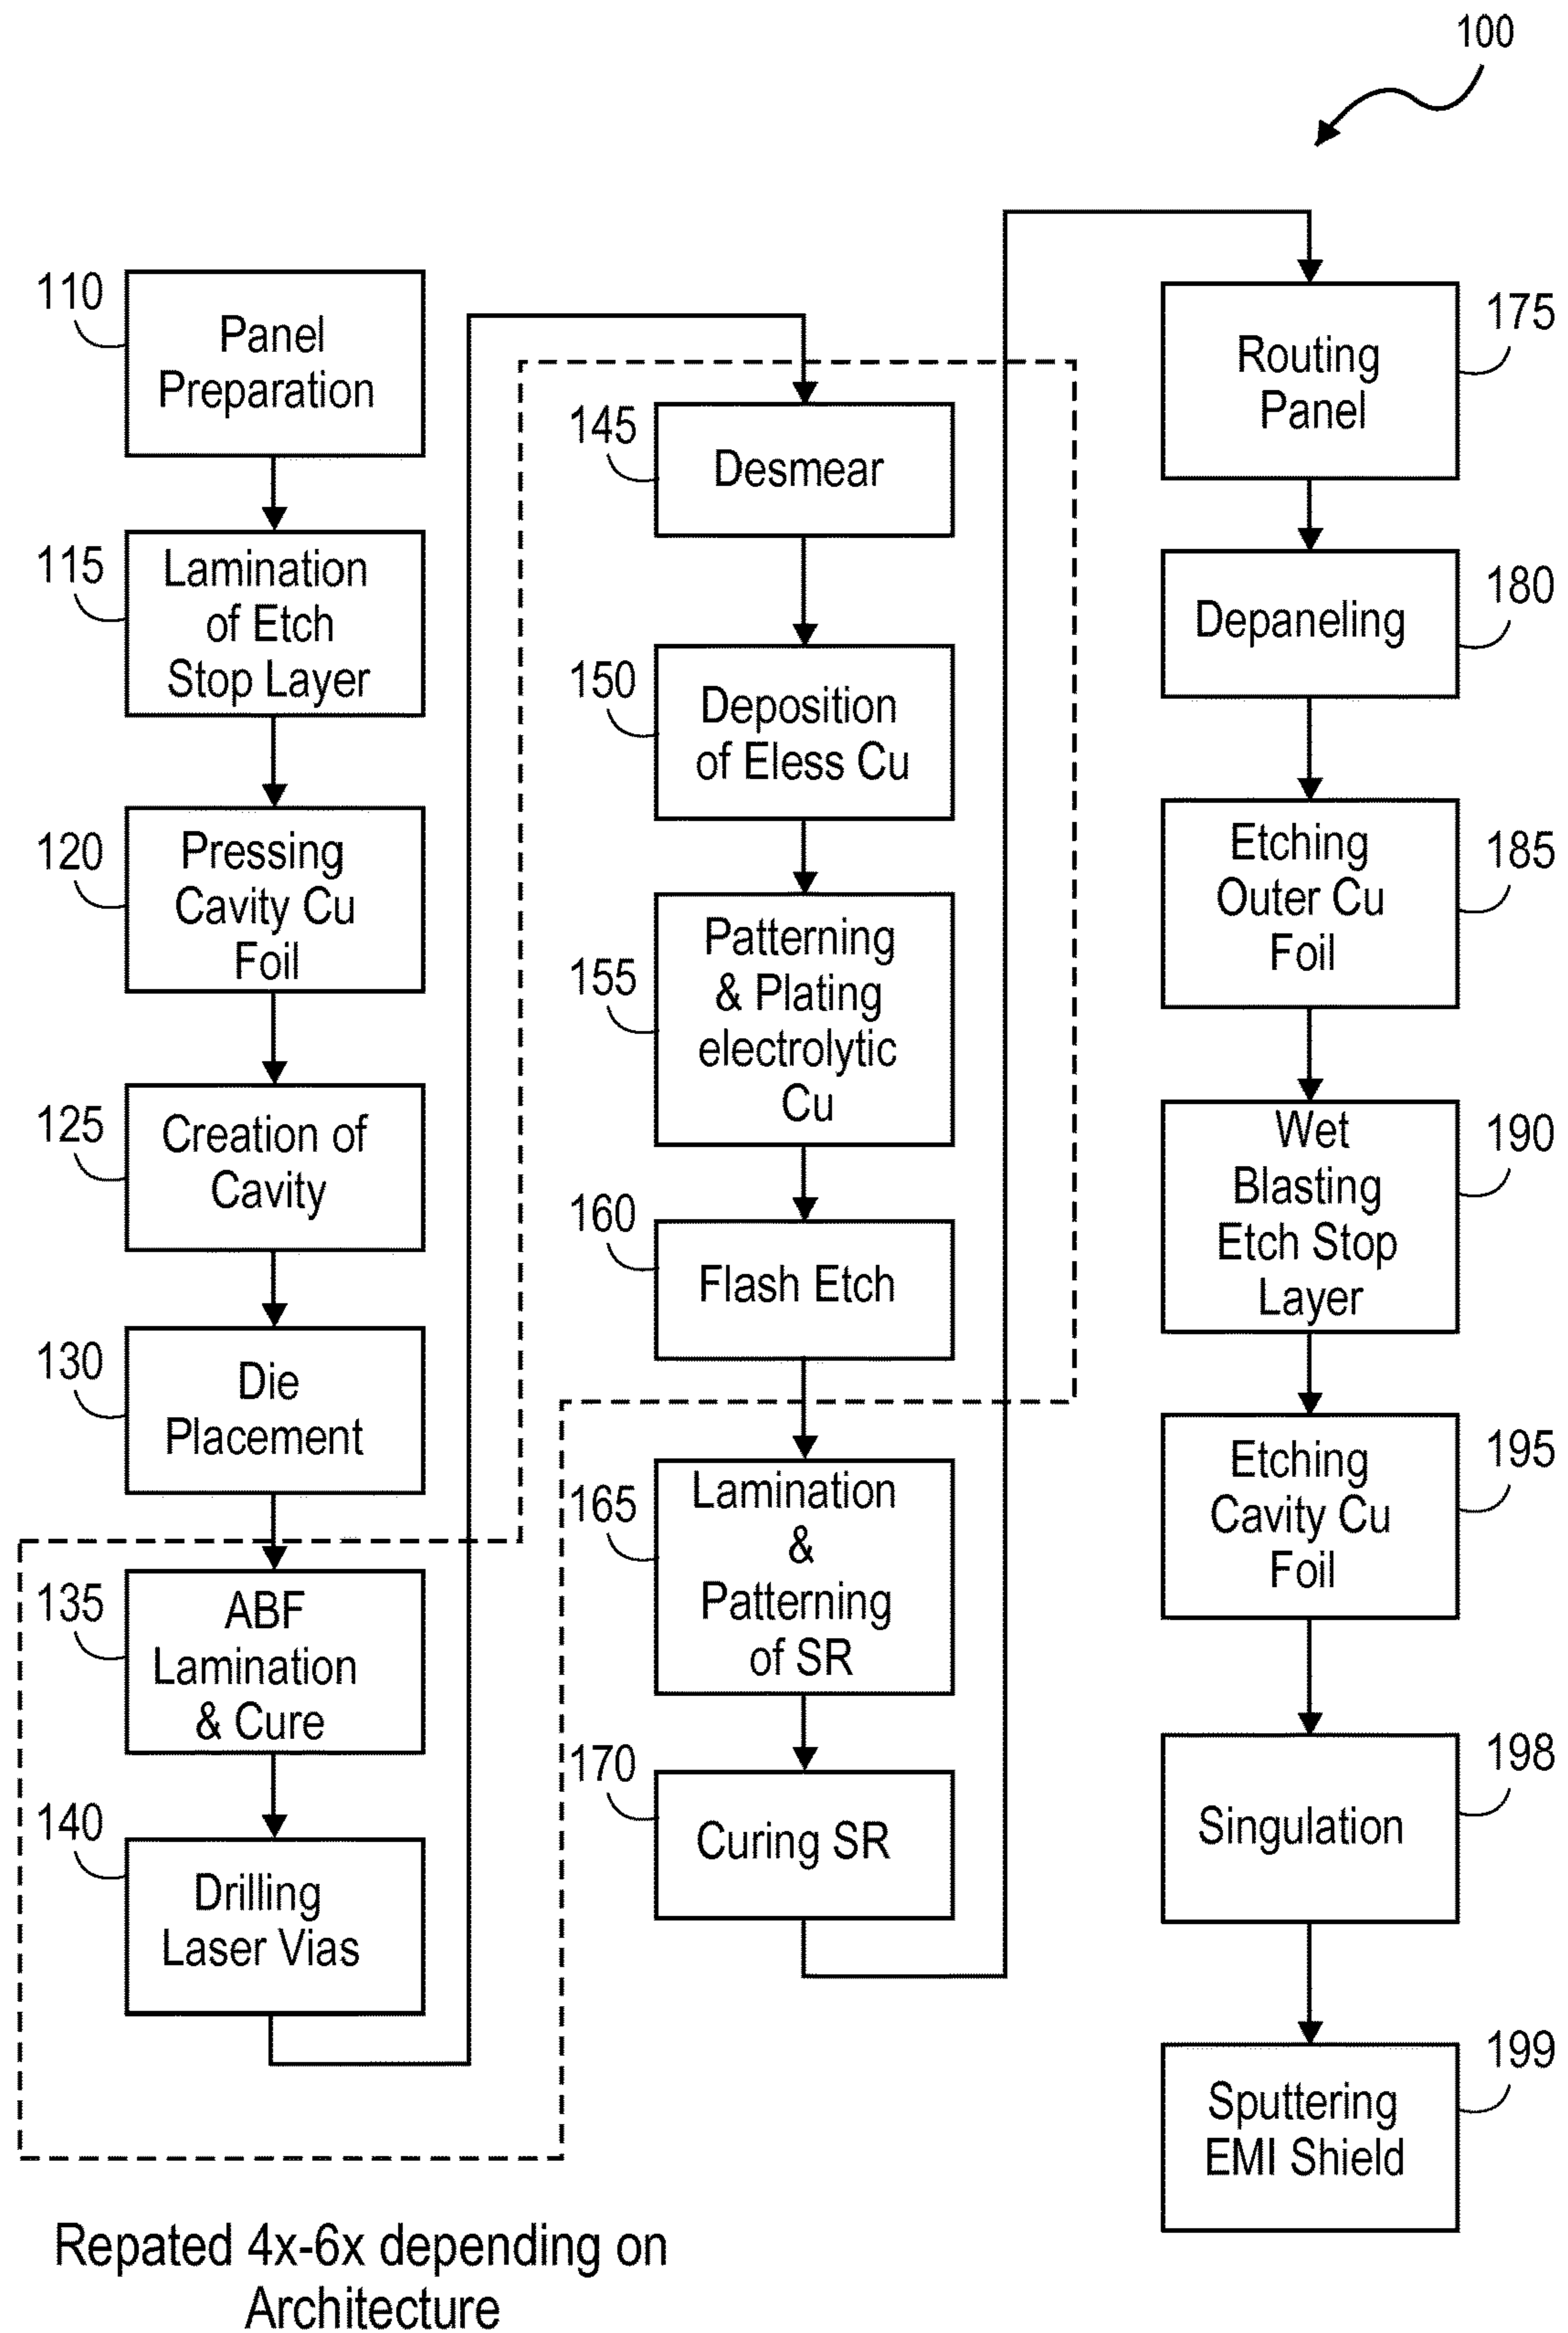 100
110
Panel
Preparation
115
Lamination
of Etch
Stop Layer
120
Pressing
Cavity Cu
Foil
125
Creation of
Cavity
130
Die
Placement
135
ABF
Lamination
& Cure
140
Drilling
Laser Vias
145
Desmear
150
Deposition
of Eless Cu
155
Patterning
& Plating
electrolytic
Cu
160
Flash Etch
165
Lamination
&
Patterning
of SR
170
Curing SR
175
Routing
Panel
180
Depaneling
185
Etching
Outer Cu
Foil
190
Wet
Blasting
Etch Stop
Layer
195
Etching
Cavity Cu
Foil
198
Singulation
199
Sputtering
EMI Shield
Repated 4x-6x depending on
Architecture